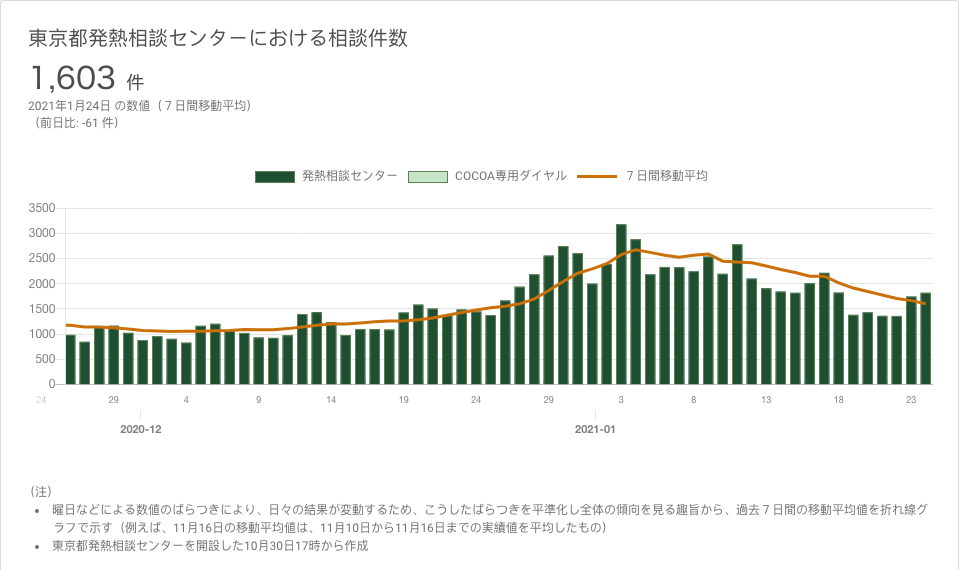 東京都発熱相談センターにおける相談件数
1,603 件
2021年1月24日 の数値（７日間移動平均）
（前日比: -61 件）
発熱相談センター COCOA専用ダイヤル ７日間移動平均
3500
3000
2500
2000
1500
1000
500
0
24 29 4 9 14 19 24 29 3 8 13 18 23
2020-12 2021-01
（注）
• 曜日などによる数値のばらつきにより、日々の結果が変動するため、こうしたばらつきを平準化し全体の傾向を見る趣旨から、過去７日間の移動平均値を折れ線グ
ラフで示す（例えば、11月16日の移動平均値は、11月10日から11月16日までの実績値を平均したもの）
• 東京都発熱相談センターを開設した10月30日17時から作成